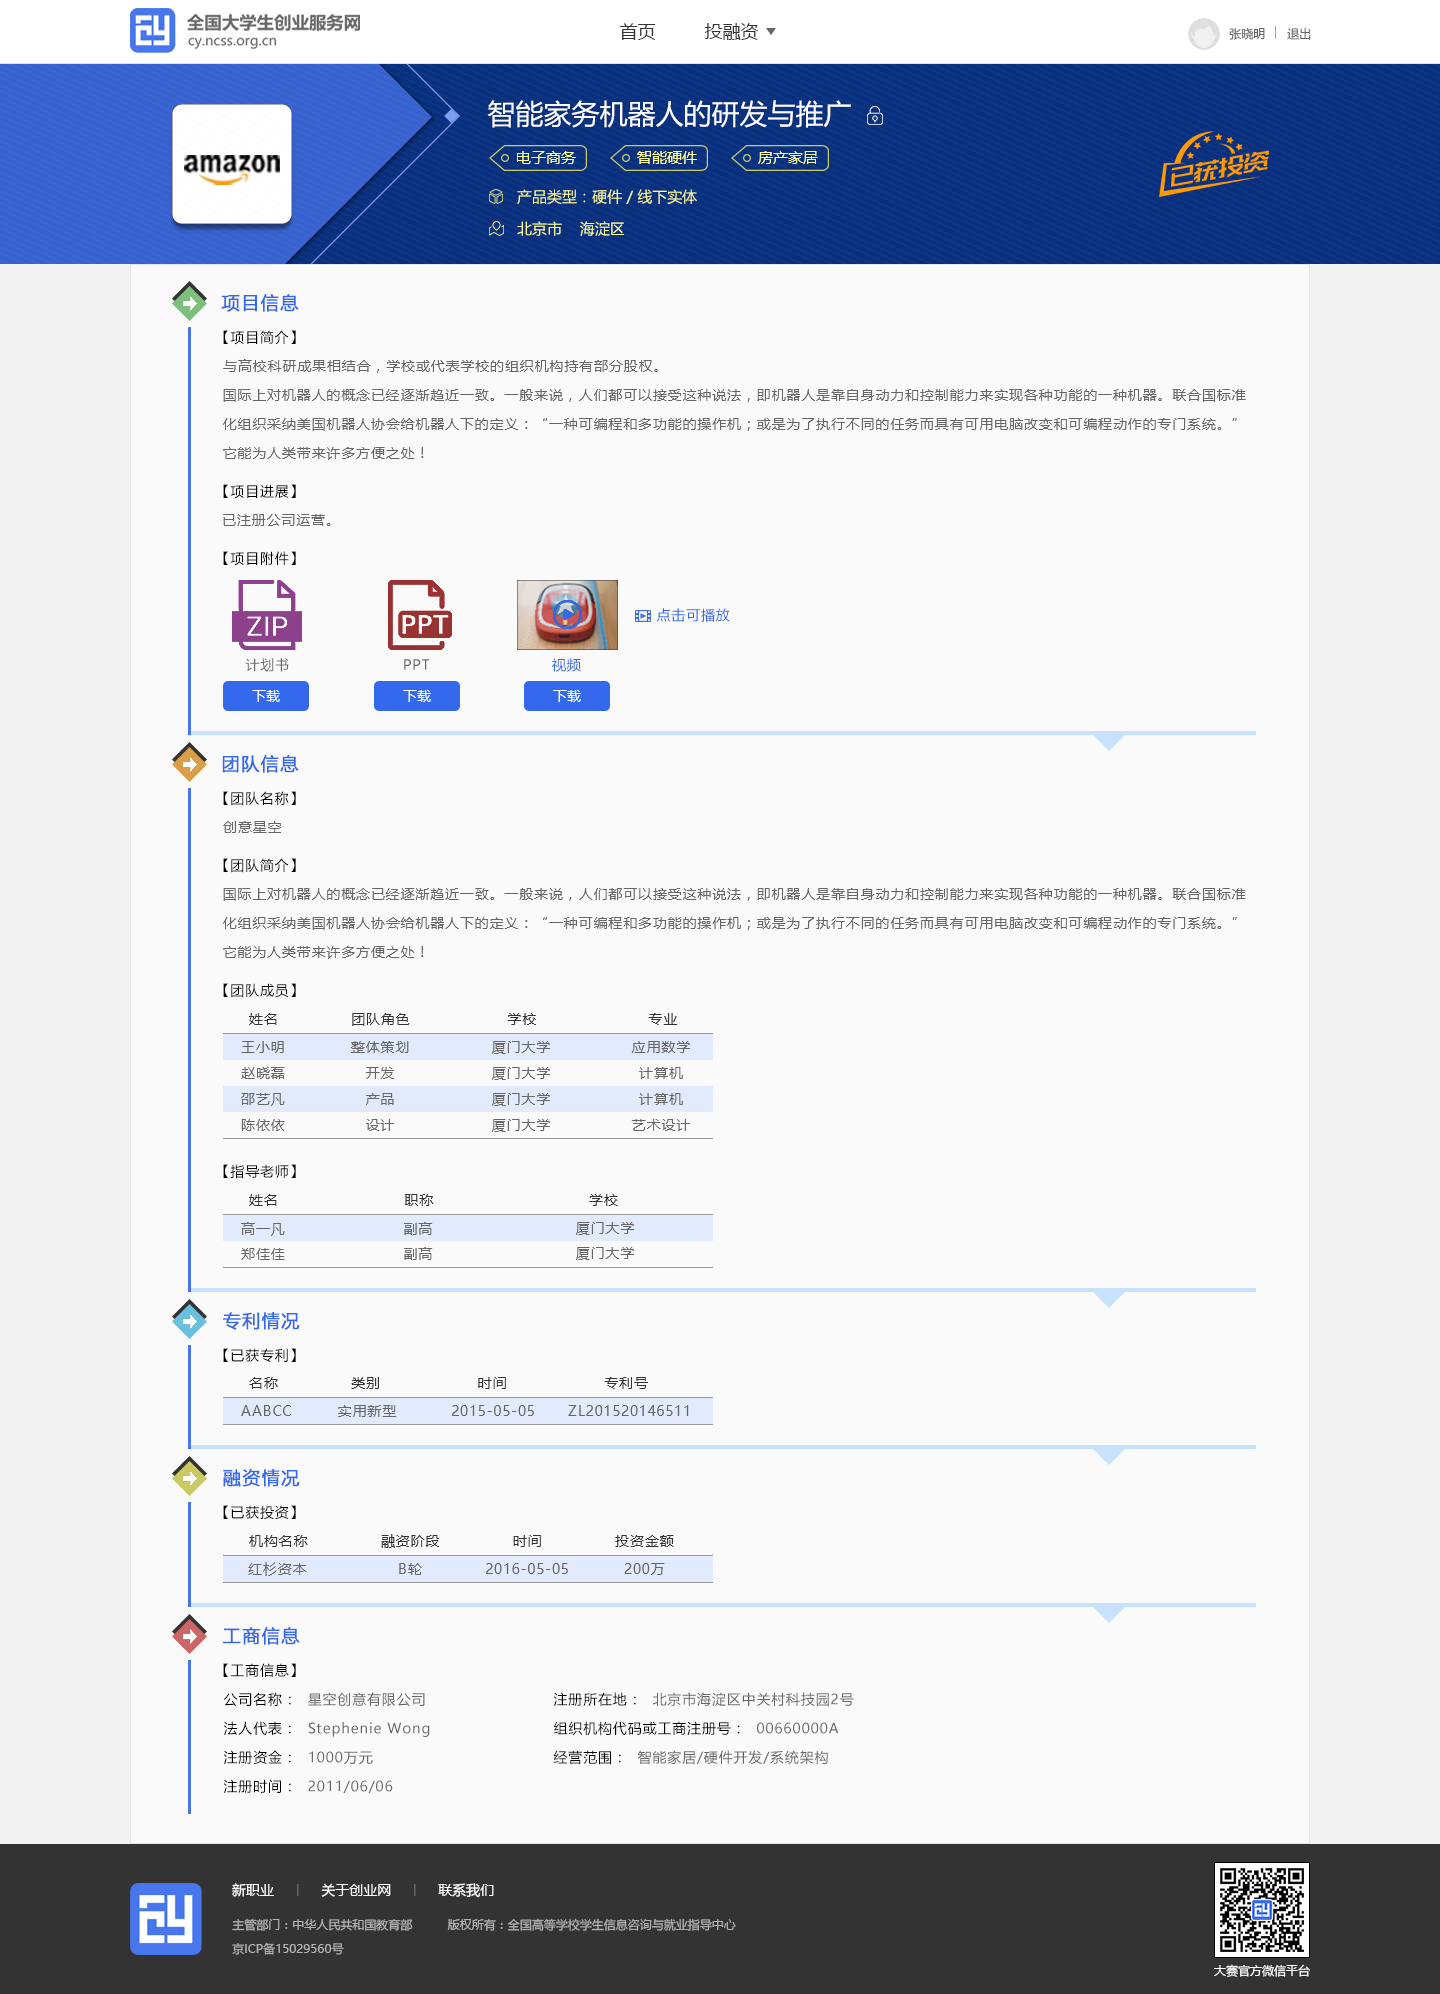 全国大学生创业服务网
cy.ncss.org.cn
首页
投融资
张晓明
退出
amazon
智能家务机器人的研发与推广
电子商务
智能硬件
房产家居
产品类型：硬件 / 线下实体
北京市 海淀区
已获投资
项目信息
【项目简介】
与高校科研成果相结合，学校或代表学校的组织机构持有部分股权。
国际上对机器人的概念已经逐渐趋近一致。一般来说，人们都可以接受这种说法，即机器人是靠自身动力和控制能力来实现各种功能的一种机器。联合国标准
化组织采纳美国机器人协会给机器人下的定义：“一种可编程和多功能的操作机；或是为了执行不同的任务而具有可用电脑改变和可编程动作的专门系统。”
它能为人类带来许多方便之处！
【项目进展】
已注册公司运营。
【项目附件】
ZIP
PPT
点击可播放
计划书
PPT
视频
下载
下载
下载
团队信息
【团队名称】
创意星空
【团队简介】
国际上对机器人的概念已经逐渐趋近一致。一般来说，人们都可以接受这种说法，即机器人是靠自身动力和控制能力来实现各种功能的一种机器。联合国标准
化组织采纳美国机器人协会给机器人下的定义：“一种可编程和多功能的操作机；或是为了执行不同的任务而具有可用电脑改变和可编程动作的专门系统。”
它能为人类带来许多方便之处！
【团队成员】
姓名 团队角色 学校 专业
王小明 整体策划 厦门大学 应用数学
赵晓磊 开发 厦门大学 计算机
邵艺凡 产品 厦门大学 计算机
陈依依 设计 厦门大学 艺术设计
【指导老师】
姓名 职称 学校
高一凡 副高 厦门大学
郑佳佳 副高 厦门大学
专利情况
【已获专利】
名称 类别 时间 专利号
AABCC 实用新型 2015-05-05 ZL201520146511
融资情况
【已获投资】
机构名称 融资阶段 时间 投资金额
红杉资本 B轮 2016-05-05 200万
工商信息
【工商信息】
公司名称： 星空创意有限公司 注册所在地： 北京市海淀区中关村科技园2号
法人代表： Stephenie Wong 组织机构代码或工商注册号： 00660000A
注册资金： 1000万元 经营范围： 智能家居/硬件开发/系统架构
注册时间： 2011/06/06
新职业 | 关于创业网 | 联系我们
主管部门：中华人民共和国教育部 版权所有：全国高等学校学生信息咨询与就业指导中心
京ICP备15029560号
大赛官方微信平台